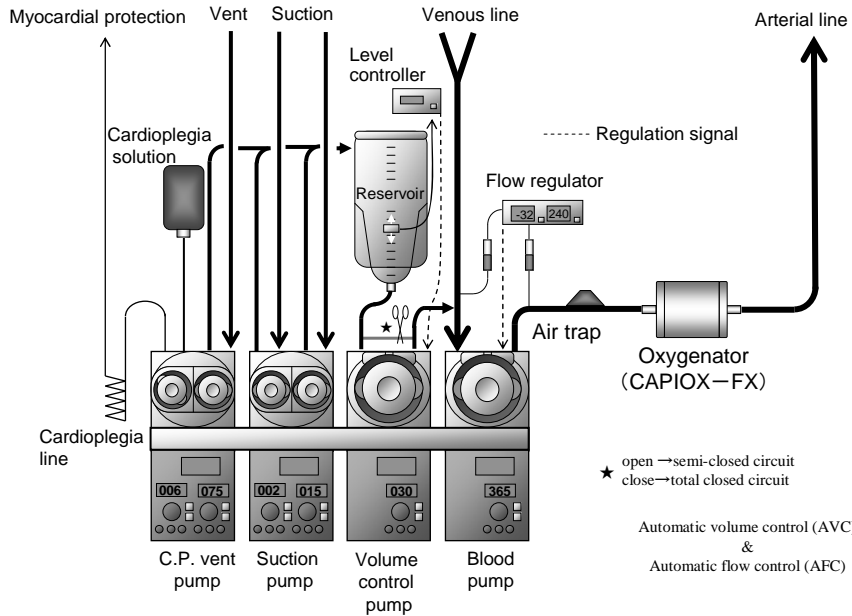 Myocardial protection
Vent
Suction
Venous line
Arterial line
Level
controller
Cardioplegia
solution
Regulation signal
Reservoir
Flow regulator
-32
240
★
Air trap
Oxygenator
(CAPIOX－FX)
Cardioplegia
line
006
075
002
015
030
365
★ open →semi-closed circuit
close→total closed circuit
C.P. vent
pump
Suction
pump
Volume
control
pump
Blood
pump
Automatic volume control (AVC
&
Automatic flow control (AFC)